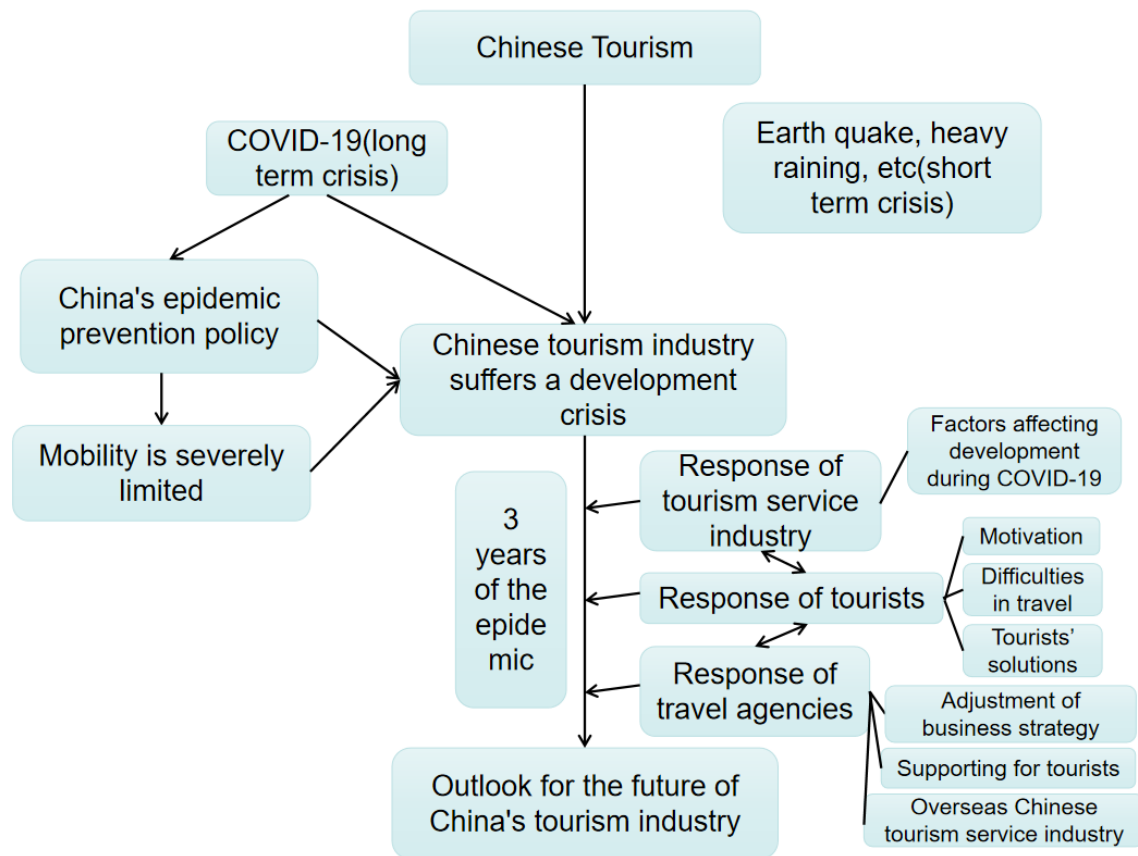 Chinese Tourism
COVID-19(long
term crisis)
Earth quake, heavy
raining, etc(short
term crisis)
China's epidemic
prevention policy
Chinese tourism industry
suffers a development
crisis
Mobility is severely
limited
Factors affecting
development
during COVID-19
Response of
tourism service
industry
3
years
of the
epide
mic
Motivation
Response of tourists
Difficulties
in travel
Tourists’
solutions
Response of
travel agencies
Adjustment of
business strategy
Supporting for tourists
Overseas Chinese
tourism service industry
Outlook for the future of
China's tourism industry